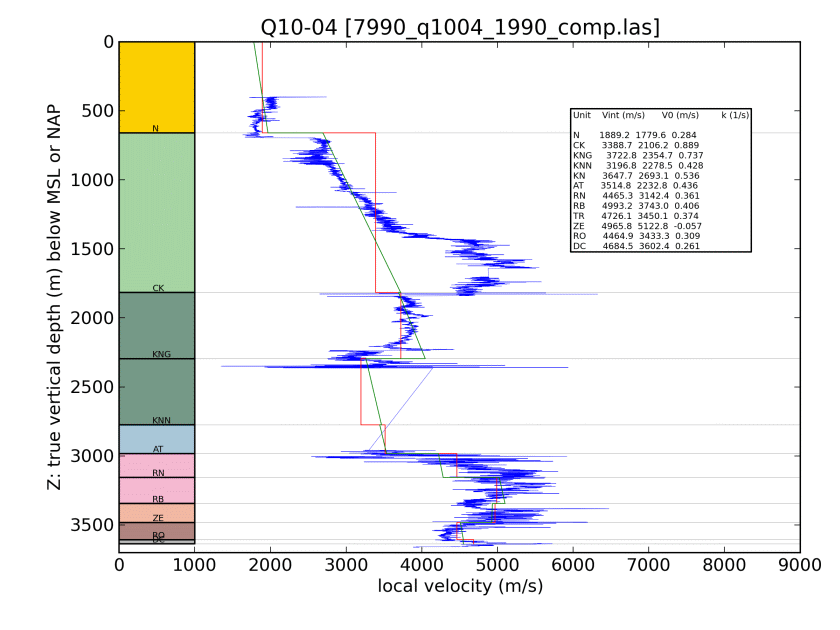 Q10-04 [7990_q1004_1990_comp.las]
Z: true vertical depth (m) below MSL or NAP
0
500
1000
1500
2000
2500
3000
3500
N
CK
KNG
KNN
AT
RN
RB
ZE
RO
DC
Unit Vint (m/s) V0 (m/s) k (1/s)
N 1889.2 1779.6 0.284
CK 3388.7 2106.2 0.889
KNG 3722.8 2354.7 0.737
KNN 3196.8 2278.5 0.428
KN 3647.7 2693.1 0.536
AT 3514.8 2232.8 0.436
RN 4465.3 3142.4 0.361
RB 4993.2 3743.0 0.406
TR 4726.1 3450.1 0.374
ZE 4965.8 5122.8 -0.057
RO 4464.9 3433.3 0.309
DC 4684.5 3602.4 0.261
0 1000 2000 3000 4000 5000 6000 7000 8000 9000
local velocity (m/s)